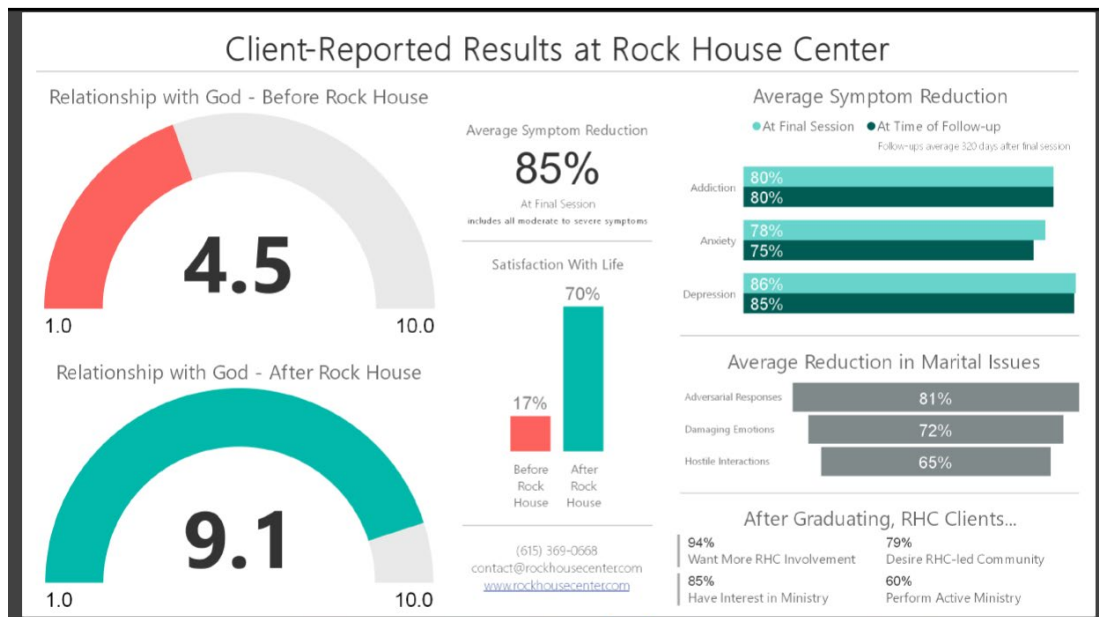 Client-Reported Results at Rock House Center
Relationship with God - Before Rock House
4.5
1.0
10.0
Relationship with God - After Rock House
9.1
1.0
10.0
Average Symptom Reduction
85%
At Final Session
includes all moderate to severe symptoms
Satisfaction With Life
70%
17%
Before
Rock
House
After
Rock
House
(615) 369-0668
contact@rockhousecenter.com
www.rockhousecenter.com
Average Symptom Reduction
At Final Session At Time of Follow-up
Follow-ups average 320 days after final session
Addiction
80%
80%
Anxiety
78%
75%
Depression
86%
85%
Average Reduction in Marital Issues
Adversarial Responses 81%
Damaging Emotions 72%
Hostile Interactions 65%
After Graduating, RHC Clients...
94%
Want More RHC Involvement
79%
Desire RHC-led Community
85%
Have Interest in Ministry
60%
Perform Active Ministry